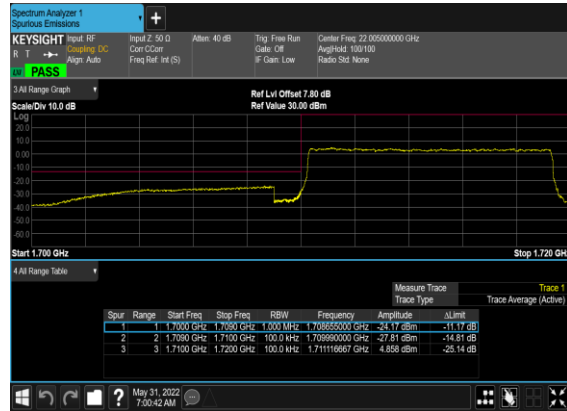 Spectrum Analyzer 1
Spurious Emissions
KEYSIGHT Input: RF Input Z: 50 Ω Atten: 40 dB Trig: Free Run Center Freq: 22.005000000 GHz
R T Coupling: DC Corr CCorr Gate: Off Avg|Hold: 100/100
Align: Auto Freq Ref: Int (S) IF Gain: Low Radio Std: None
PASS
3 All Range Graph
Ref Lvl Offset 7.80 dB
Scale/Div 10.0 dB Ref Value 30.00 dBm
Log
20.0
10.0
0.00
-10.0
-20.0
-30.0
-40.0
-50.0
-60.0
Start 1.700 GHz Stop 1.720 GH
4 All Range Table
Measure Trace Trace 1
Trace Type Trace Average (Active)
Spur Range Start Freq Stop Freq RBW Frequency Amplitude ΔLimit
1 1 1.7000 GHz 1.7090 GHz 1.000 MHz 1.708655000 GHz -24.17 dBm -11.17 dB
2 2 1.7090 GHz 1.7100 GHz 100.0 kHz 1.709990000 GHz -27.81 dBm -14.81 dB
3 3 1.7100 GHz 1.7200 GHz 100.0 kHz 1.711116667 GHz 4.858 dBm -25.14 dB
? May 31, 2022
7:00:42 AM